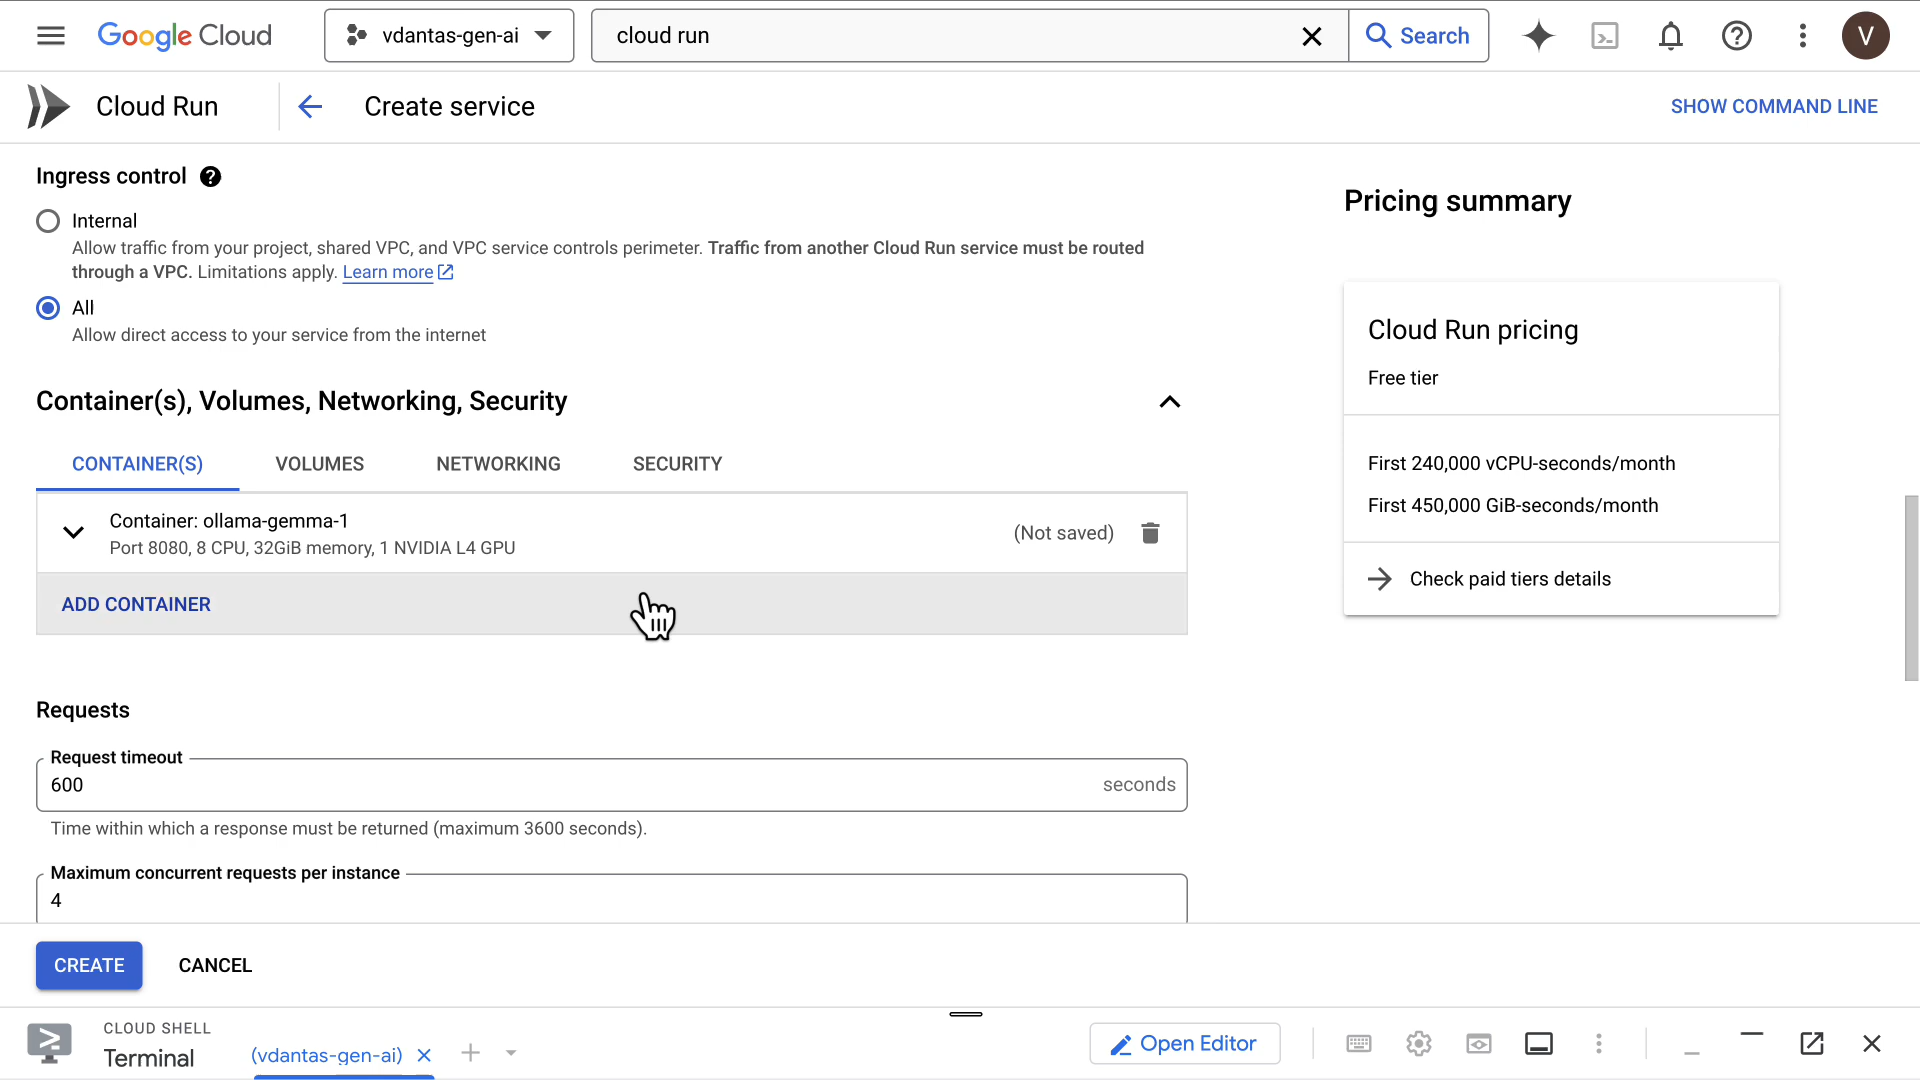 Google Cloud
vdantas-gen-ai
cloud run
Search
V
Cloud Run
Create service
SHOW COMMAND LINE
Ingress control
Internal
Allow traffic from your project, shared VPC, and VPC service controls perimeter. Traffic from another Cloud Run service must be routed
through a VPC. Limitations apply. Learn more
All
Allow direct access to your service from the internet
Container(s), Volumes, Networking, Security
CONTAINER(S)
VOLUMES
NETWORKING
SECURITY
Container: ollama-gemma-1
Port 8080, 8 CPU, 32GiB memory, 1 NVIDIA L4 GPU
(Not saved)
ADD CONTAINER
Requests
Request timeout
600
seconds
Time within which a response must be returned (maximum 3600 seconds).
Maximum concurrent requests per instance
4
Pricing summary
Cloud Run pricing
Free tier
First 240,000 vCPU-seconds/month
First 450,000 GiB-seconds/month
Check paid tiers details
CREATE
CANCEL
CLOUD SHELL
Terminal
(vdantas-gen-ai)
Open Editor